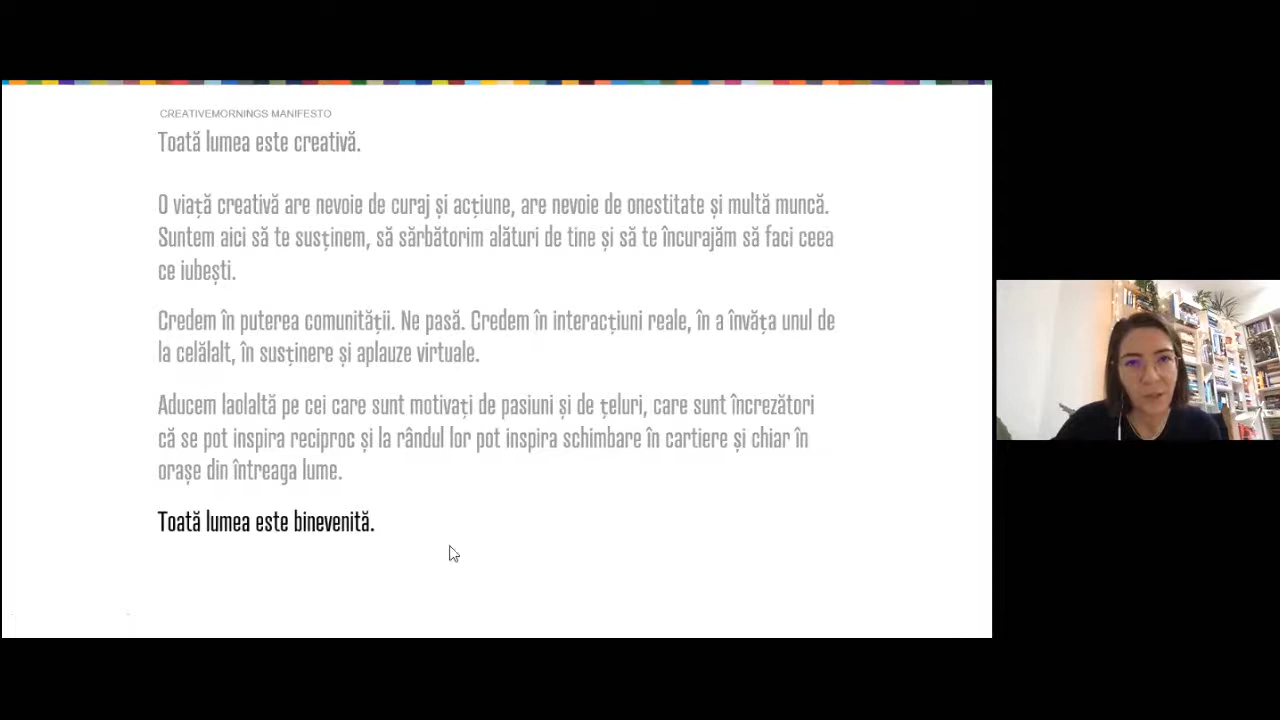 CREATIVEMORNINGS MANIFESTO
Toată lumea este creativă.
O viață creativă are nevoie de curaj și acțiune, are nevoie de onestitate și multă muncă.
Suntem aici să te susținem, să sărbătorim alături de tine și să te încurajăm să faci ceea
ce iubești.
Credem în puterea comunității. Ne pasă. Credem în interacțiuni reale, în a învăța unul de
la celălalt, în susținere și aplauze virtuale.
Aducem laolaltă pe cei care sunt motivați de pasiuni și de țeluri, care sunt încrezători
că se pot inspira reciproc și la rândul lor pot inspira schimbare în cartiere și chiar în
orașe din întreaga lume.
Toată lumea este binevenită.